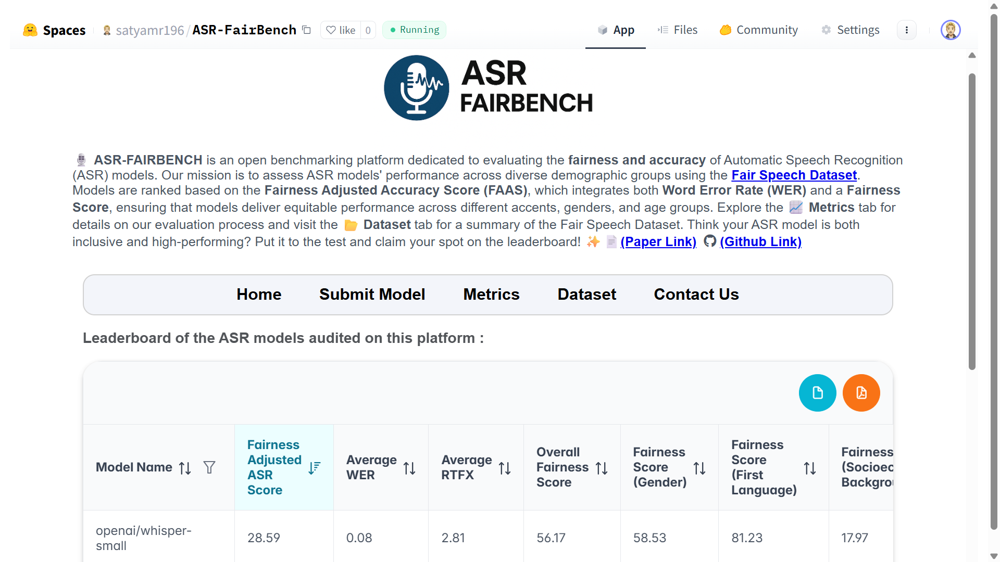 Spaces satyamr196/ASR-FairBench like 0 Running App Files Community Settings
ASR
FAIRBENCH
ASR-FAIRBENCH is an open benchmarking platform dedicated to evaluating the fairness and accuracy of Automatic Speech Recognition
(ASR) models. Our mission is to assess ASR models' performance across diverse demographic groups using the Fair Speech Dataset.
Models are ranked based on the Fairness Adjusted Accuracy Score (FAAS), which integrates both Word Error Rate (WER) and a Fairness
Score, ensuring that models deliver equitable performance across different accents, genders, and age groups. Explore the Metrics tab for
details on our evaluation process and visit the Dataset tab for a summary of the Fair Speech Dataset. Think your ASR model is both
inclusive and high-performing? Put it to the test and claim your spot on the leaderboard! (Paper Link) (Github Link)
Home Submit Model Metrics Dataset Contact Us
Leaderboard of the ASR models audited on this platform :
Model Name
Fairness
Adjusted
ASR
Score
Average
WER
Average
RTFX
Overall
Fairness
Score
Fairness
Score
(Gender)
Fairness
Score
(First
Language)
Fairness
(Socioec
Backgrou
openai/whisper-
small
28.59 0.08 2.81 56.17 58.53 81.23 17.97